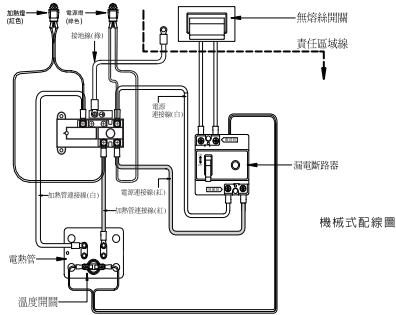 加熱燈
(紅色)
電源燈
(綠色)
無熔絲開關
接地線(綠)
責任區域線
電源
連接線(白)
漏電斷路器
加熱管連接線(白)
電源連接線(紅)
加熱管連接線(紅)
機械式配線圖
電熱管
溫度開關